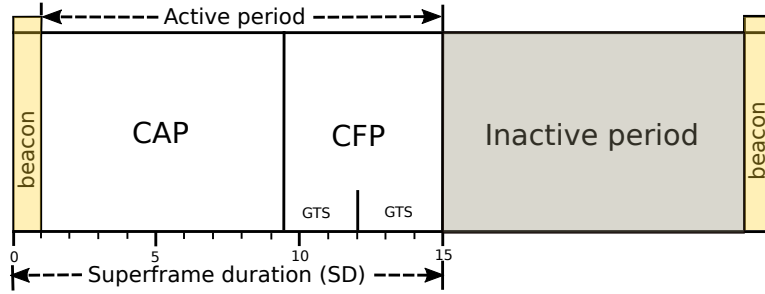 Active period
beacon
CAP
CFP
Inactive period
beacon
GTS
GTS
0
5
10
15
Superframe duration (SD)